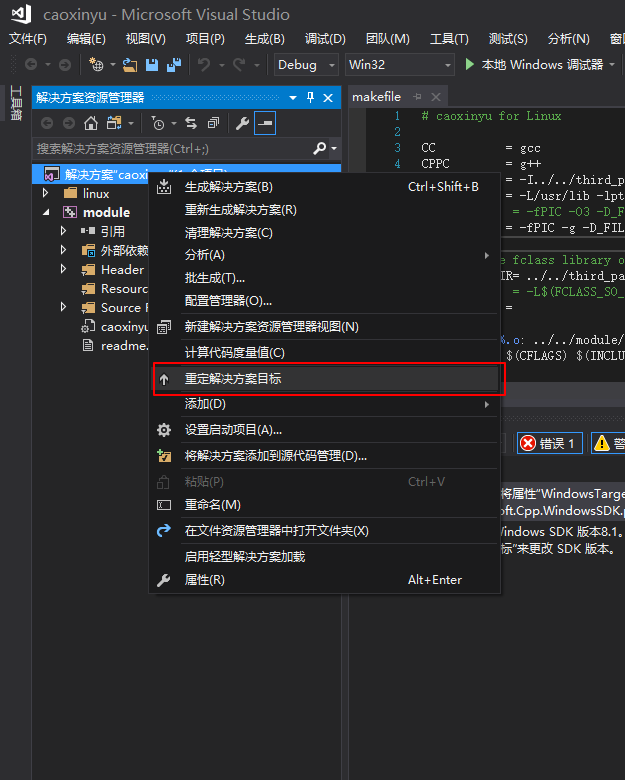 caoxinyu - Microsoft Visual Studio
文件(F) 编辑(E) 视图(V) 项目(P) 生成(B) 调试(D) 团队(M) 工具(T) 测试(S) 分析(N)
Debug Win32 本地 Windows 调试器
工具箱
解决方案资源管理器
搜索解决方案资源管理器(Ctrl+;)
解决方案"caoxin
linux
module
引用
外部依赖
Header
Resourc
Source F
caoxinyu
readme.
生成解决方案(B) Ctrl+Shift+B
重新生成解决方案(R)
清理解决方案(C)
分析(A)
批生成(T)...
配置管理器(O)...
新建解决方案资源管理器视图(N)
计算代码度量值(C)
重定解决方案目标
添加(D)
设置启动项目(A)...
将解决方案添加到源代码管理(D)...
粘贴(P) Ctrl+V
重命名(M)
在文件资源管理器中打开文件夹(X)
启用轻型解决方案加载
属性(R) Alt+Enter
makefile
1 # caoxinyu for Linux
2
3 CC = gcc
4 CPPC = g++
= -I../../third_p
= -L/usr/lib -lpt
= -fPIC -O3 -D_F
= -fPIC -g -D_FIL
e fclass library o
IR= ../../third_pa
= -L$(FCLASS_SO_
=
%.o: ../../module/
$(CFLAGS) $(INCLU
错误 1
将属性"WindowsTarge
oft.Cpp.WindowsSDK.p
indows SDK 版本8.1。
标"来更改 SDK 版本。